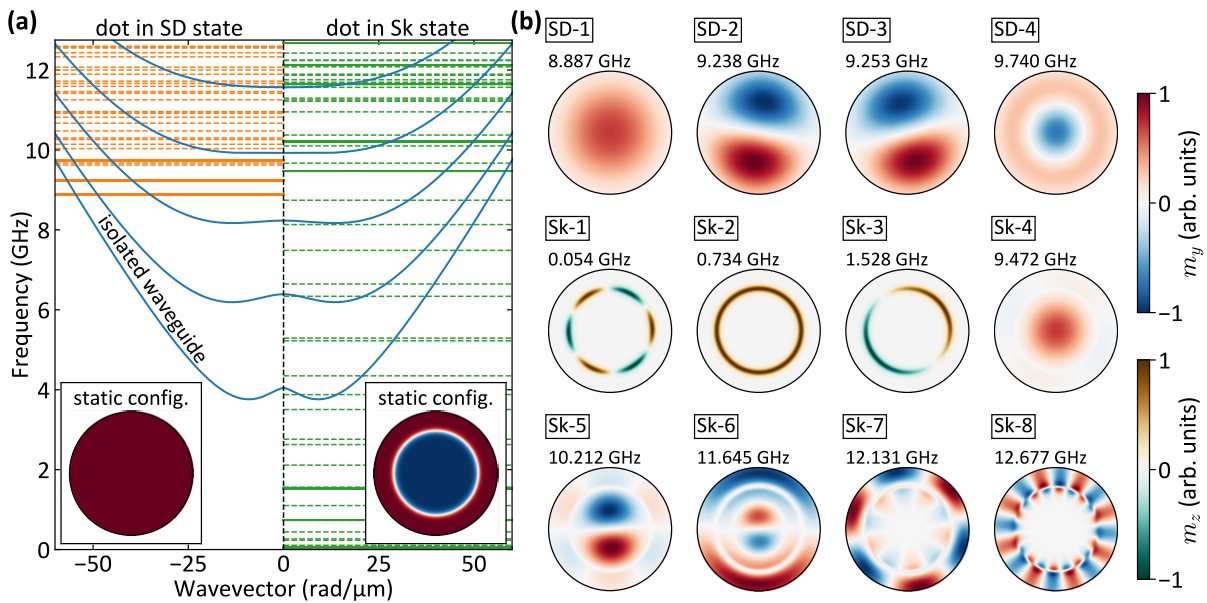 (a)
dot in SD state
dot in Sk state
12
10
8
6
4
2
0
Frequency (GHz)
−50
−25
0
25
50
Wavevector (rad/μm)
isolated waveguide
static config.
static config.
(b)
SD-1
SD-2
SD-3
SD-4
8.887 GHz
9.238 GHz
9.253 GHz
9.740 GHz
Sk-1
Sk-2
Sk-3
Sk-4
0.054 GHz
0.734 GHz
1.528 GHz
9.472 GHz
Sk-5
Sk-6
Sk-7
Sk-8
10.212 GHz
11.645 GHz
12.131 GHz
12.677 GHz
1
0
−1
m_y (arb. units)
1
0
−1
m_z (arb. units)